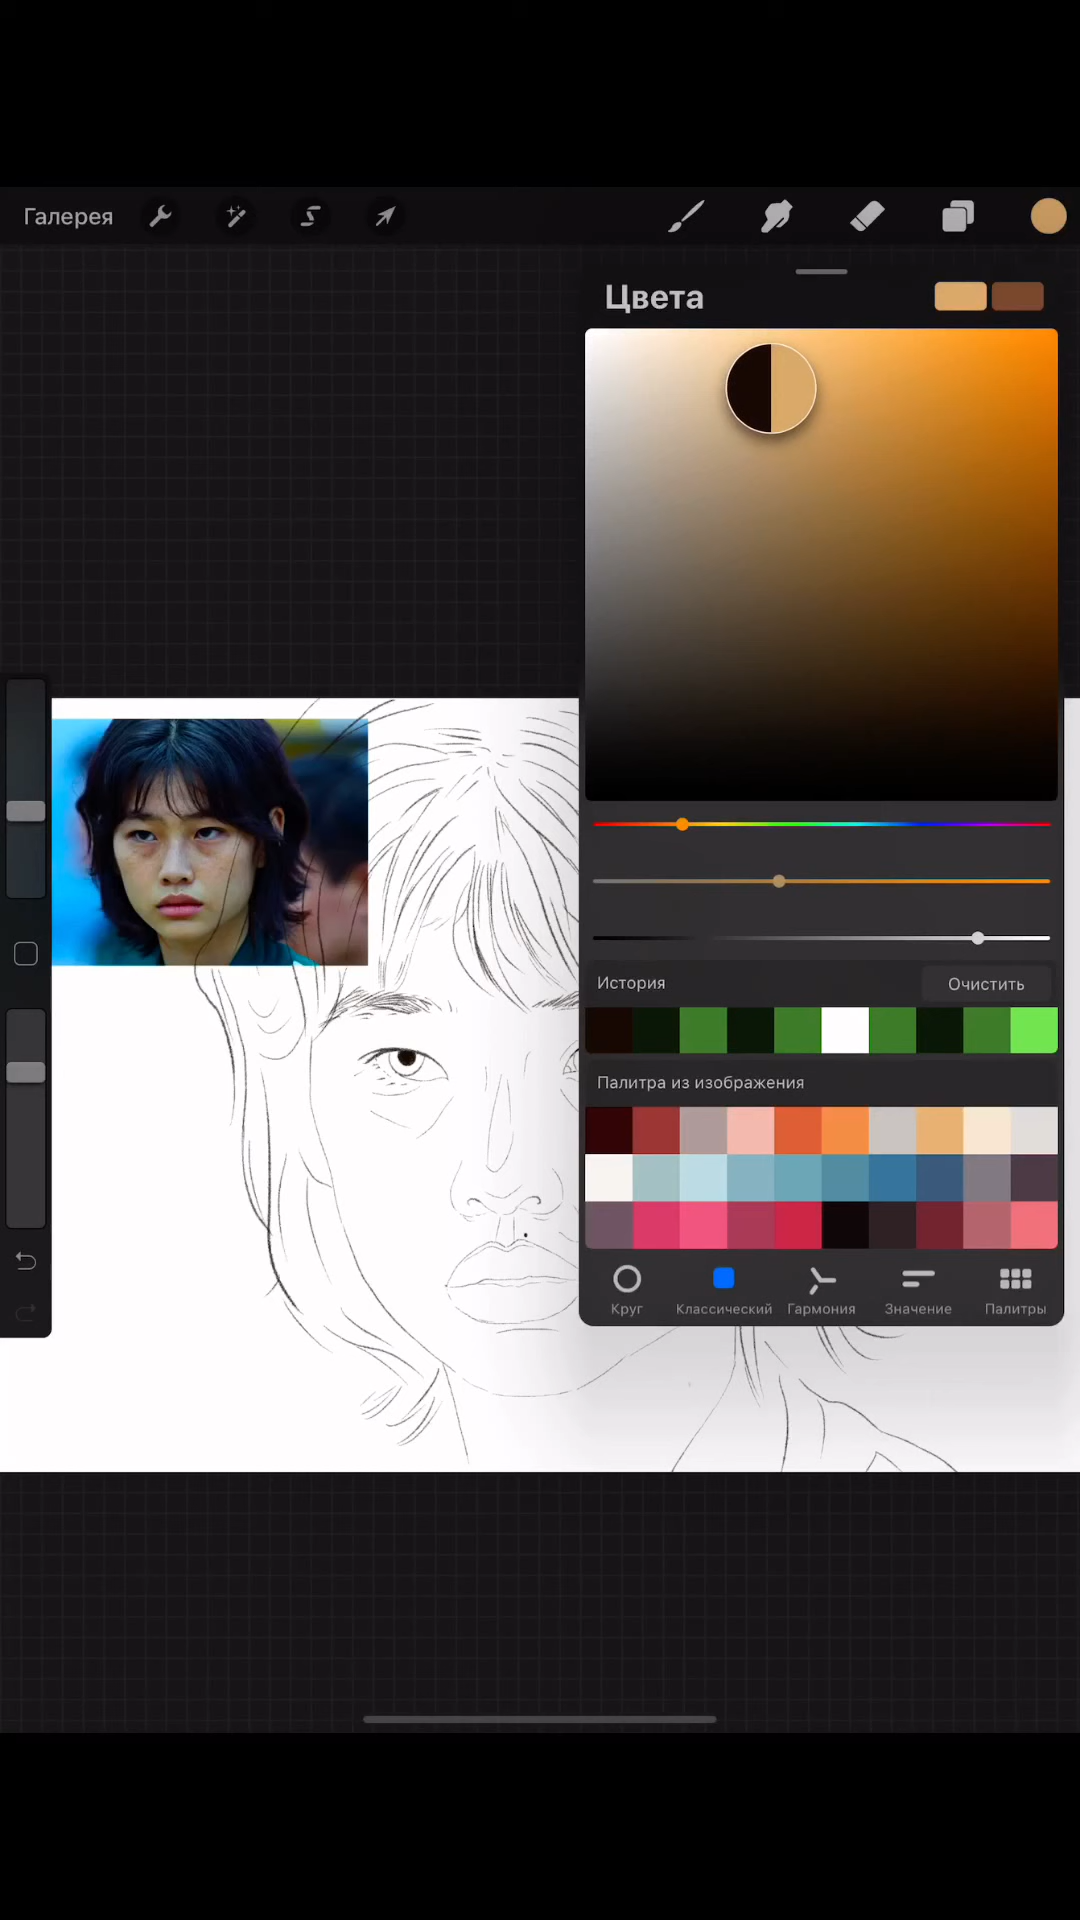 Галерея
Цвета
История
Очистить
Палитра из изображения
Круг
Классический
Гармония
Значение
Палитры